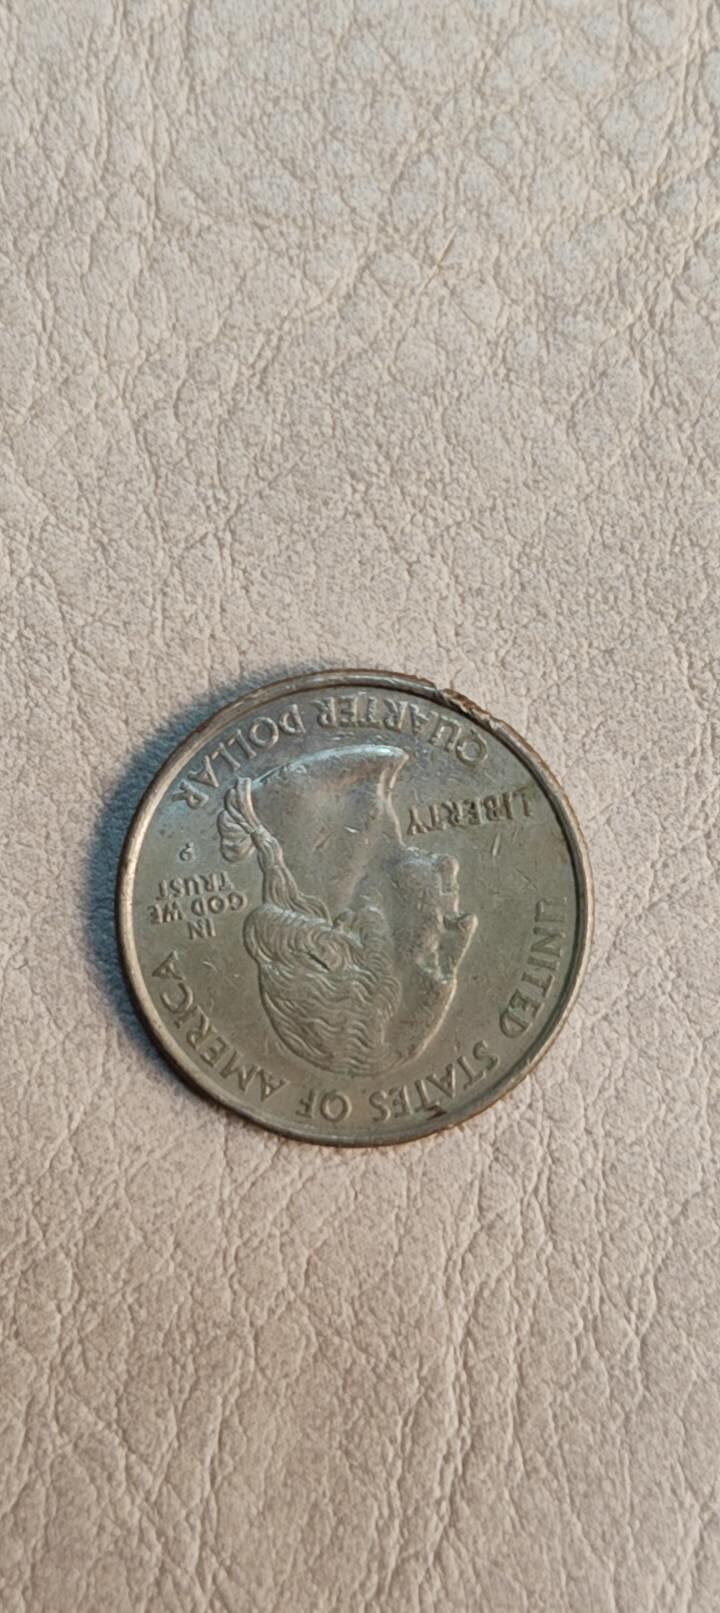 UNITED STATES OF AMERICA
LIBERTY
IN
GOD WE
TRUST
P
QUARTER DOLLAR